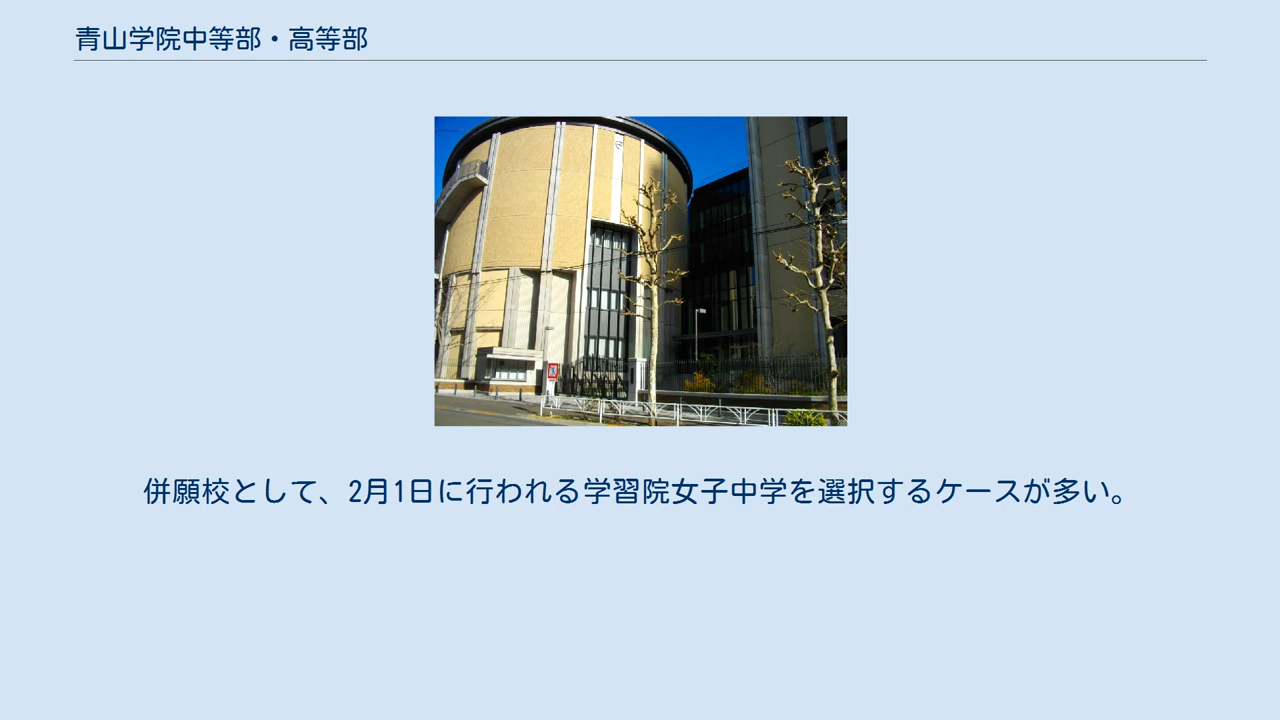 青山学院中等部・高等部
併願校として、2月1日に行われる学習院女子中学を選択するケースが多い。